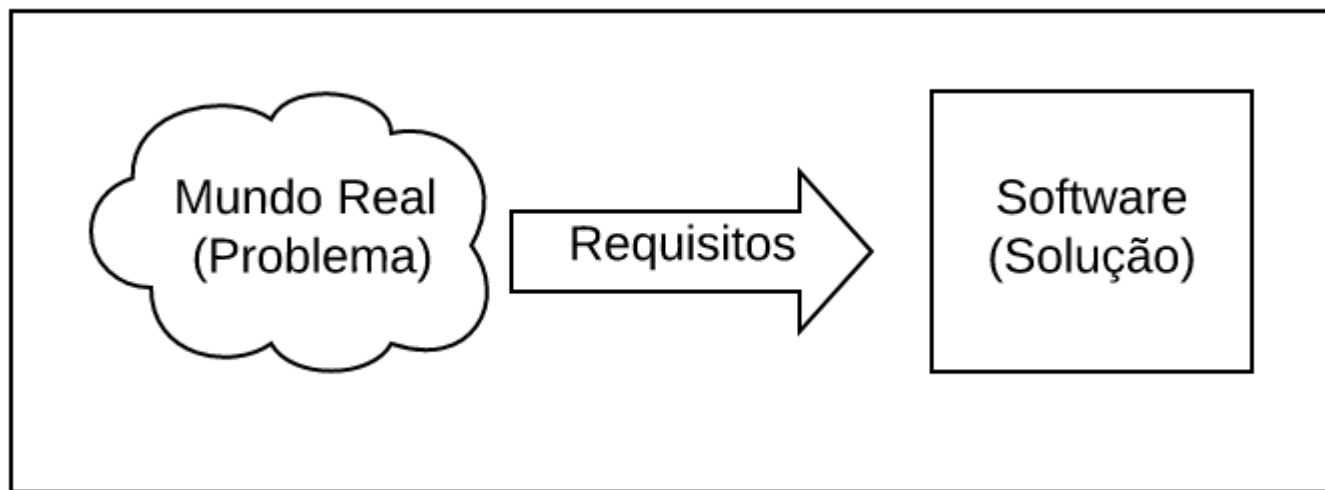 Mundo Real
(Problema)
Requisitos
Software
(Solução)